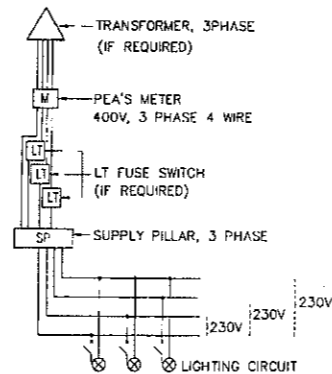 TRANSFORMER, 3PHASE
(IF REQUIRED)
M
PEA'S METER
400V, 3 PHASE 4 WIRE
LT
LT
LT
LT FUSE SWITCH
(IF REQUIRED)
SP
SUPPLY PILLAR, 3 PHASE
230V
230V
230V
LIGHTING CIRCUIT